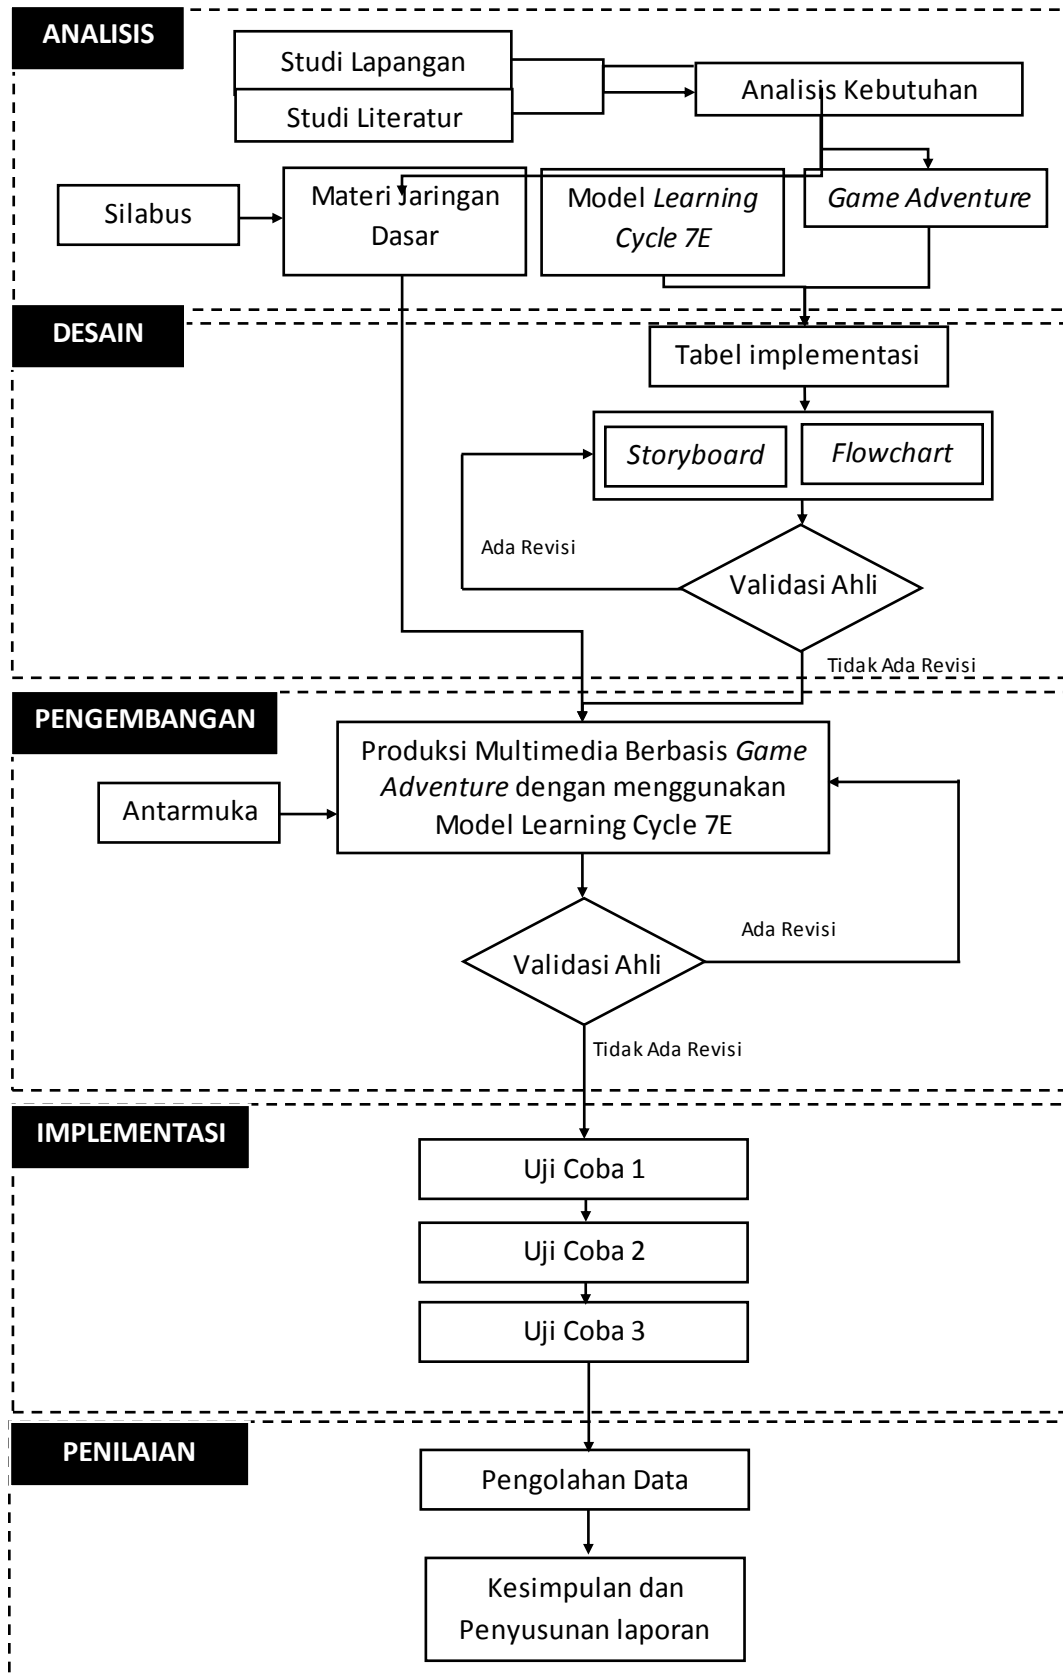 ANALISIS
Studi Lapangan
Analisis Kebutuhan
Studi Literatur
Silabus
Materi Jaringan
Dasar
Model Learning
Cycle 7E
Game Adventure
DESAIN
Tabel implementasi
Storyboard
Flowchart
Ada Revisi
Validasi Ahli
Tidak Ada Revisi
PENGEMBANGAN
Produksi Multimedia Berbasis Game
Adventure dengan menggunakan
Model Learning Cycle 7E
Antarmuka
Ada Revisi
Validasi Ahli
Tidak Ada Revisi
IMPLEMENTASI
Uji Coba 1
Uji Coba 2
Uji Coba 3
PENILAIAN
Pengolahan Data
Kesimpulan dan
Penyusunan laporan